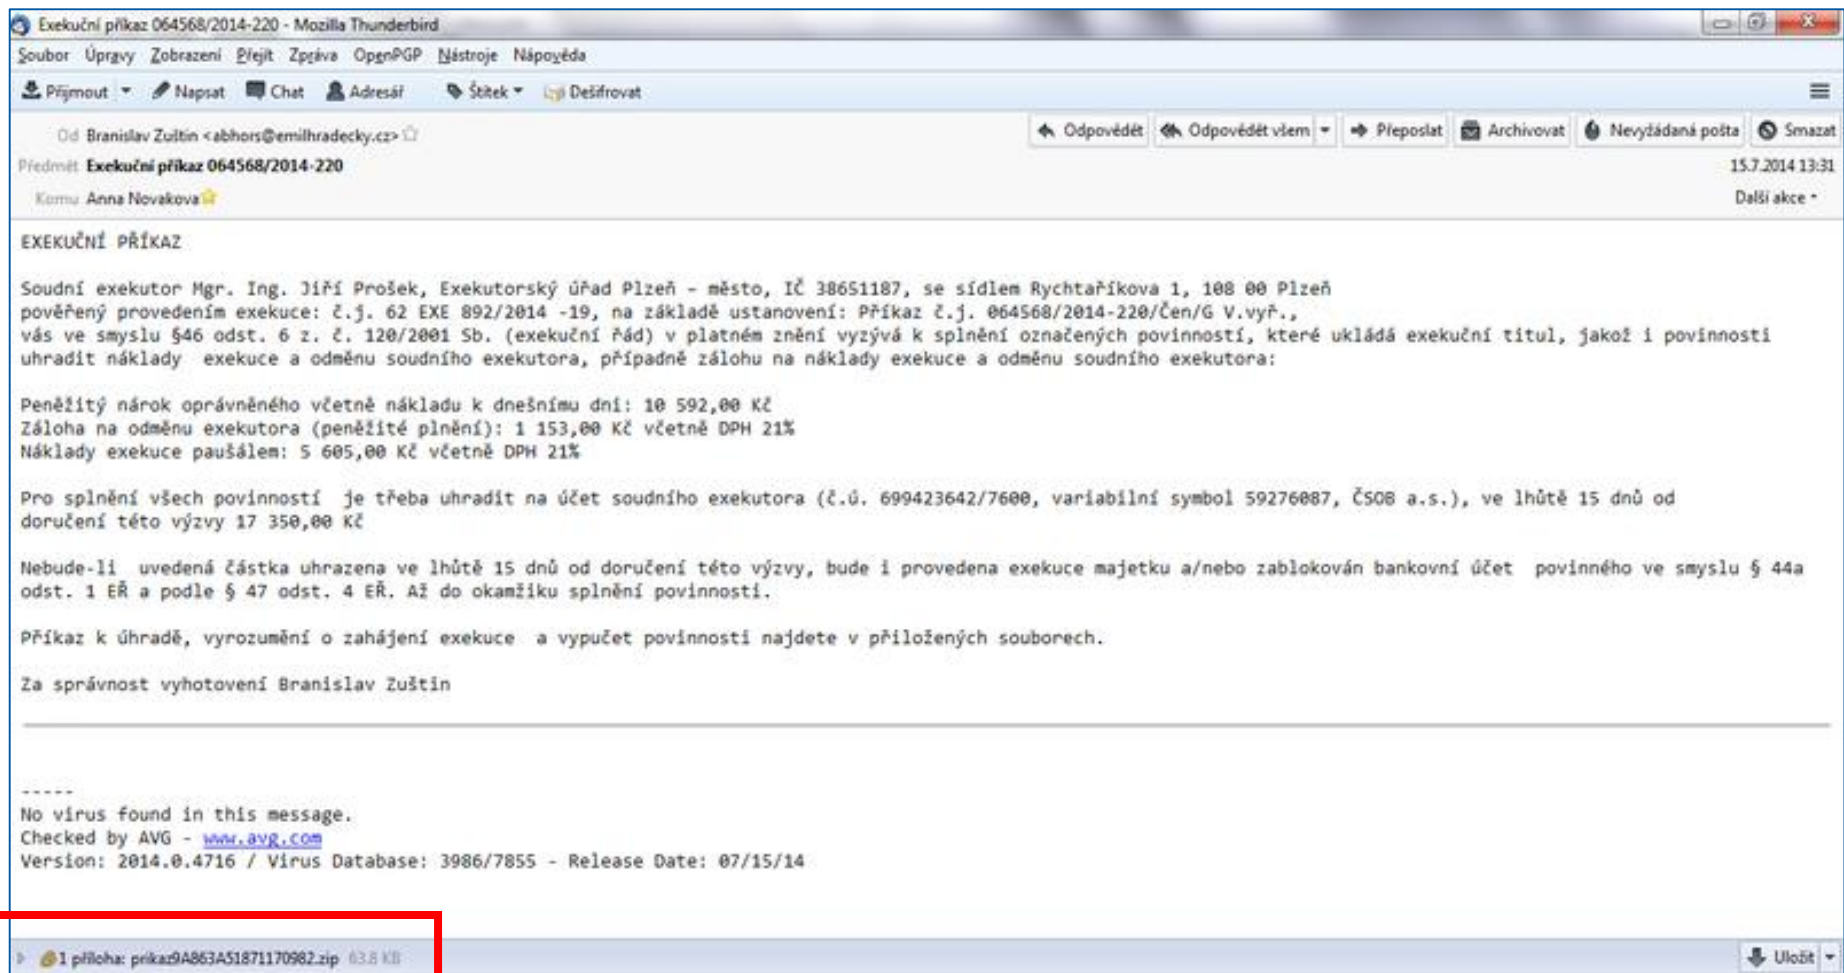 Exekuční příkaz 064568/2014-220 - Mozilla Thunderbird
Soubor Úpravy Zobrazení Přejít Zpráva OpenPGP Nástroje Nápověda
Přijmout Napsat Chat Adresář Štítek Dešifrovat
Od Branislav Zuštin <abhors@emilhradecky.cz> Odpovědět Odpovědět všem Přeposlat Archivovat Nevyžádaná pošta Smazat
Předmět Exekuční příkaz 064568/2014-220 15.7.2014 13:31
Komu Anna Novakova Další akce
EXEKUČNÍ PŘÍKAZ
Soudní exekutor Mgr. Ing. Jiří Prošek, Exekutorský úřad Plzeň - město, IČ 38651187, se sídlem Rychtaříkova 1, 108 00 Plzeň
pověřený provedením exekuce: č.j. 62 EXE 892/2014 -19, na základě ustanovení: Příkaz č.j. 064568/2014-220/Čen/G V.vyř.,
vás ve smyslu §46 odst. 6 z. č. 120/2001 Sb. (exekuční řád) v platném znění vyzývá k splnění označených povinností, které ukládá exekuční titul, jakož i povinnosti
uhradit náklady exekuce a odměnu soudního exekutora, případně zálohu na náklady exekuce a odměnu soudního exekutora:
Peněžitý nárok oprávněného včetně nákladu k dnešnímu dni: 10 592,00 Kč
Záloha na odměnu exekutora (peněžité plnění): 1 153,00 Kč včetně DPH 21%
Náklady exekuce paušálem: 5 605,00 Kč včetně DPH 21%
Pro splnění všech povinností je třeba uhradit na účet soudního exekutora (č.ú. 699423642/7600, variabilní symbol 59276087, ČSOB a.s.), ve lhůtě 15 dnů od
doručení této výzvy 17 350,00 Kč
Nebude-li uvedená částka uhrazena ve lhůtě 15 dnů od doručení této výzvy, bude i provedena exekuce majetku a/nebo zablokován bankovní účet povinného ve smyslu § 44a
odst. 1 EŘ a podle § 47 odst. 4 EŘ. Až do okamžiku splnění povinnosti.
Příkaz k úhradě, vyrozumění o zahájení exekuce a vypučet povinnosti najdete v přiložených souborech.
Za správnost vyhotovení Branislav Zuštin
-----
No virus found in this message.
Checked by AVG - www.avg.com
Version: 2014.0.4716 / Virus Database: 3986/7855 - Release Date: 07/15/14
1 příloha: prikaz9A863A51871170982.zip 63.8 KB Uložit